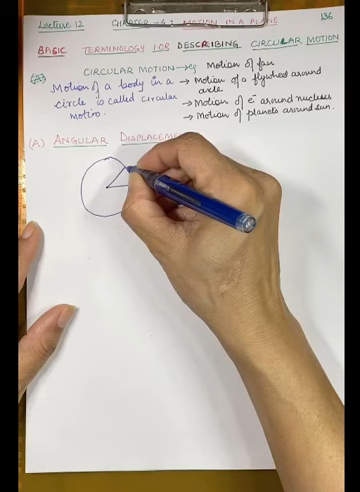 Lecture 12 CHAPTER -4: MOTION IN A PLANE 136
BASIC TERMINOLOGY FOR DESCRIBING CIRCULAR MOTION
CIRCULAR MOTION → eg Motion of fan
Motion of a body in a → Motion of a flywheel around
circle is called circular axle
motion. → Motion of e⁻ around nucleus
→ Motion of planets around sun.
(A) ANGULAR DISPLACEME